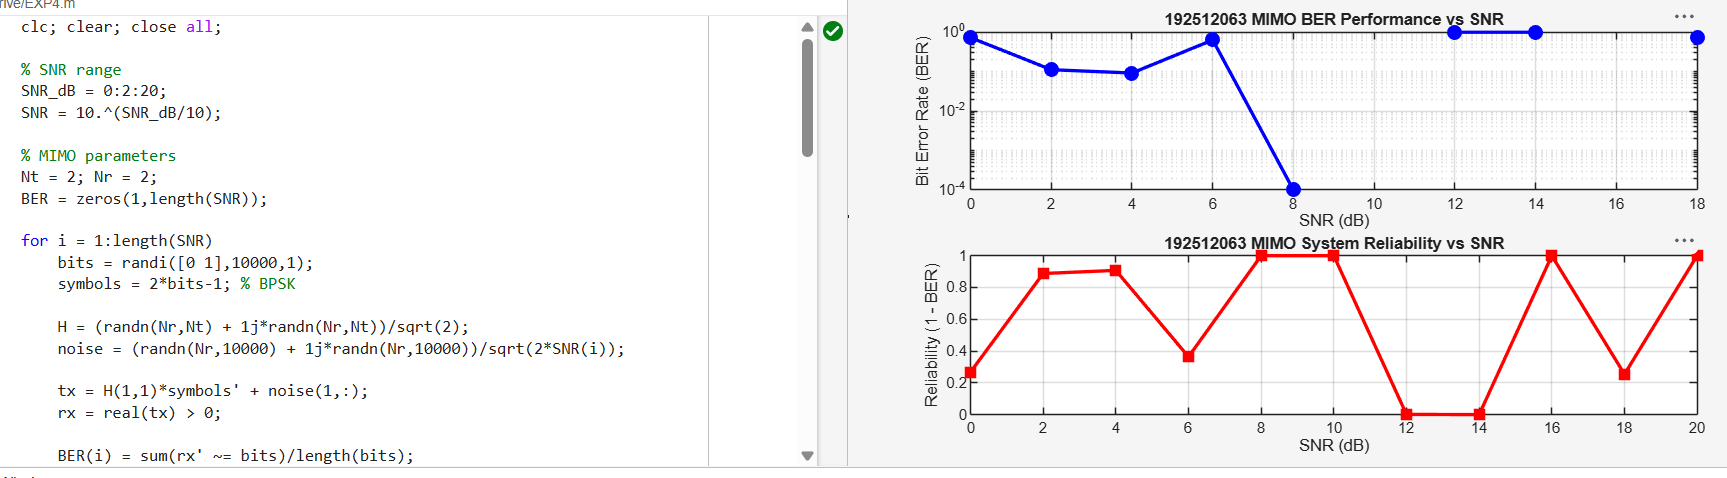 rive/EXP4.m
clc; clear; close all;
% SNR range
SNR_dB = 0:2:20;
SNR = 10.^(SNR_dB/10);
% MIMO parameters
Nt = 2; Nr = 2;
BER = zeros(1,length(SNR));
for i = 1:length(SNR)
bits = randi([0 1],10000,1);
symbols = 2*bits-1; % BPSK
H = (randn(Nr,Nt) + 1j*randn(Nr,Nt))/sqrt(2);
noise = (randn(Nr,10000) + 1j*randn(Nr,10000))/sqrt(2*SNR(i));
tx = H(1,1)*symbols' + noise(1,:);
rx = real(tx) > 0;
BER(i) = sum(rx' ~= bits)/length(bits);
192512063 MIMO BER Performance vs SNR
Bit Error Rate (BER)
10^0
10^-2
10^-4
0 2 4 6 8 10 12 14 16 18
SNR (dB)
192512063 MIMO System Reliability vs SNR
Reliability (1 - BER)
1
0.8
0.6
0.4
0.2
0
0 2 4 6 8 10 12 14 16 18 20
SNR (dB)